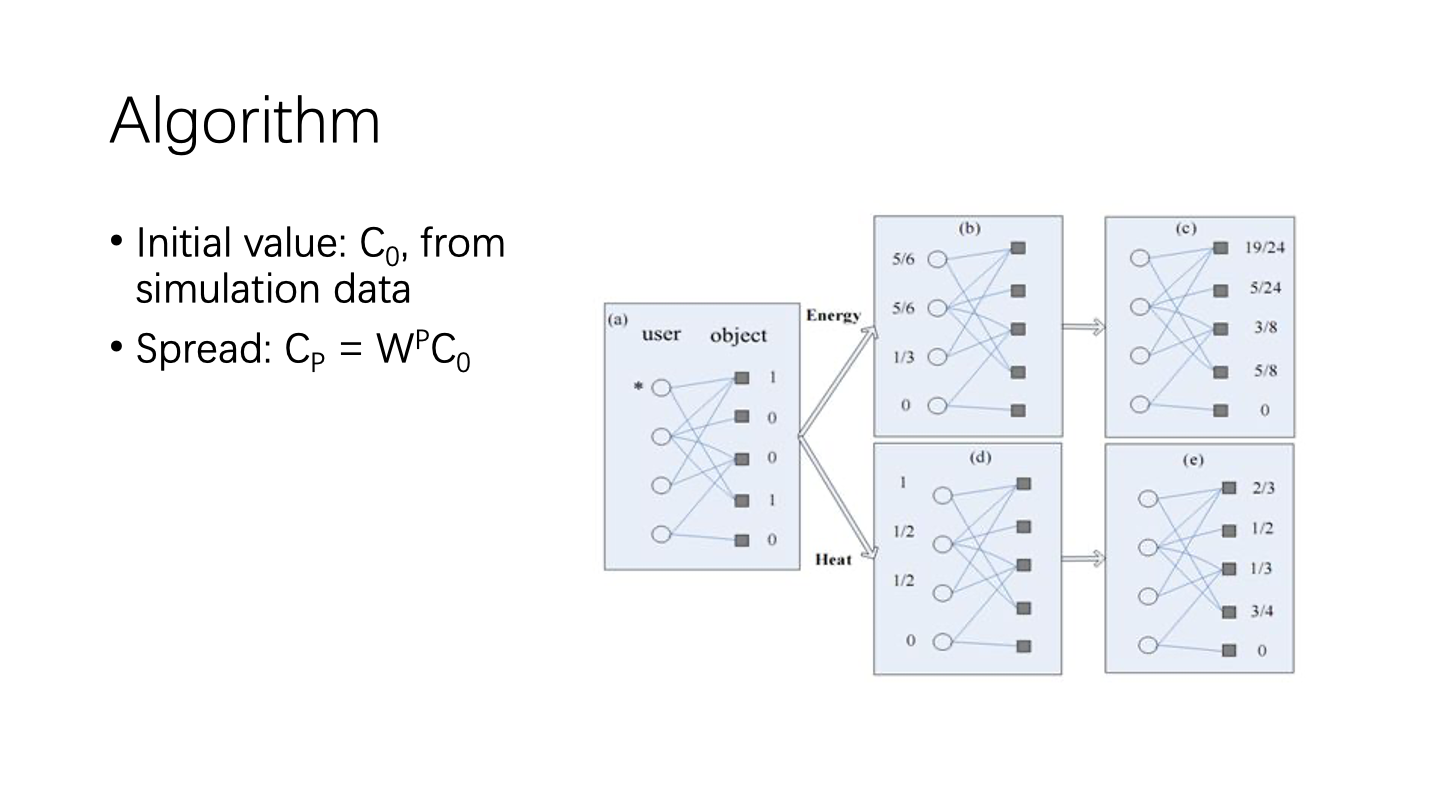 Algorithm
• Initial value: C₀, from
simulation data
• Spread: C_P = W^P C₀
(a)
user object
*
1
0
0
1
0
Energy
Heat
(b)
5/6
5/6
1/3
0
(c)
19/24
5/24
3/8
5/8
0
(d)
1
1/2
1/2
0
(e)
2/3
1/2
1/3
3/4
0